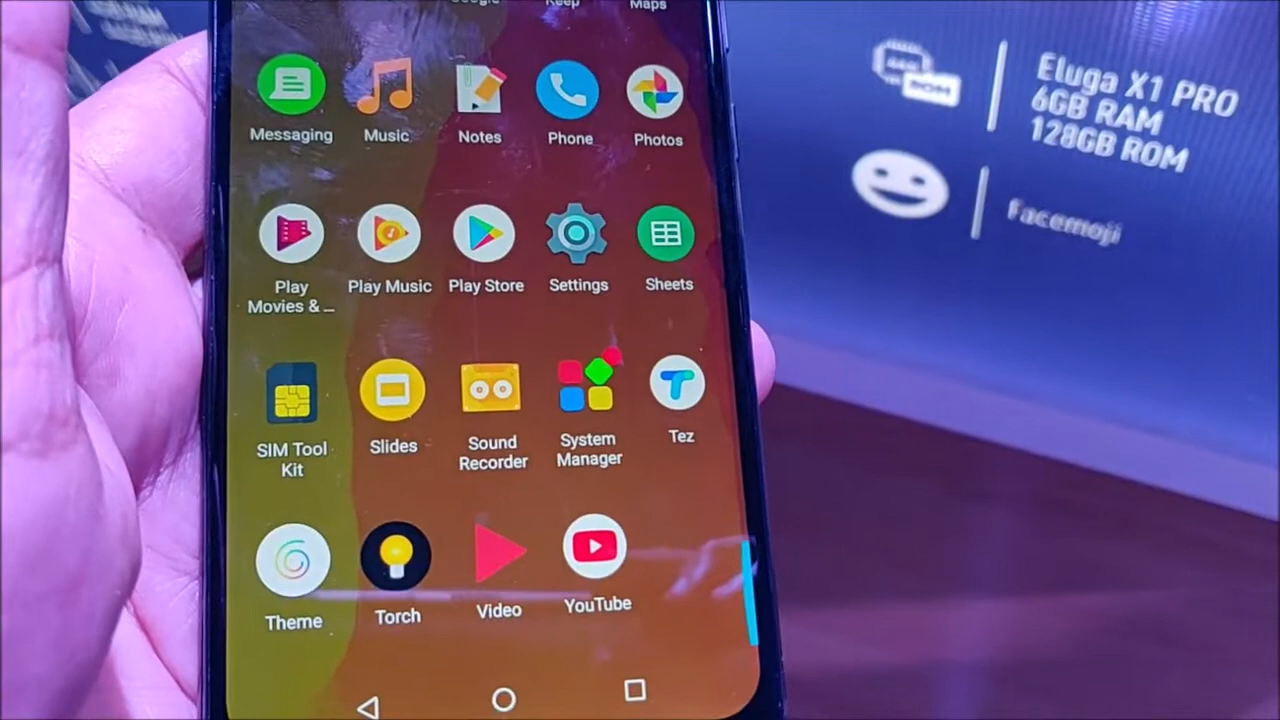 Google
Keep
Maps
Messaging
Music
Notes
Phone
Photos
Play
Movies & ...
Play Music
Play Store
Settings
Sheets
SIM Tool
Kit
Slides
Sound
Recorder
System
Manager
Tez
Theme
Torch
Video
YouTube
ROM
Eluga X1 PRO
6GB RAM
128GB ROM
Facemoji